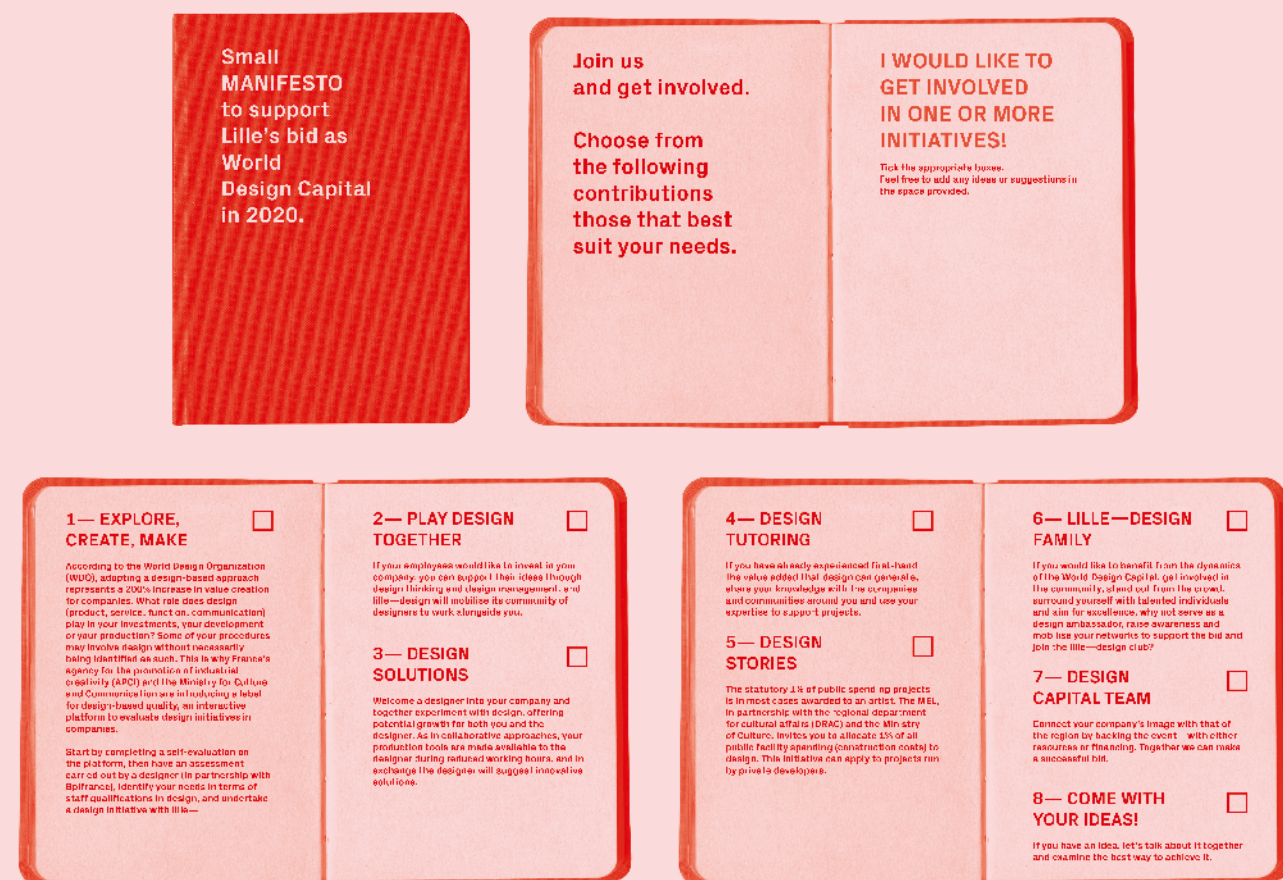 Small
MANIFESTO
to support
Lille's bid as
World
Design Capital
in 2020.
Join us
and get involved.
Choose from
the following
contributions
those that best
suit your needs.
I WOULD LIKE TO
GET INVOLVED
IN ONE OR MORE
INITIATIVES!
Tick the appropriate boxes.
Feel free to add any ideas or suggestions in
the space provided.
1— EXPLORE,
CREATE, MAKE
According to the World Design Organization
(WDO), adopting a design-based approach
represents a 200% increase in value creation
for companies. What role does design
(product, service, function, communication)
play in your investments, your development
or your production? Some of your procedures
may involve design without necessarily
being identified as such. This is why France's
agency for the promotion of industrial
creativity (APCI) and the Ministry for Culture
and Communication are introducing a label
for design-based quality, an interactive
platform to evaluate design initiatives in
companies.
Start by completing a self-evaluation on
the platform, then have an assessment
carried out by a designer (in partnership with
Bpifrance), identify your needs in terms of
staff qualifications in design, and undertake
a design initiative with lille—
2— PLAY DESIGN
TOGETHER
If your employees would like to invest in your
company, you can support their ideas through
design thinking and design management, and
lille—design will mobilise its community of
designers to work alongside you.
3— DESIGN
SOLUTIONS
Welcome a designer into your company and
together experiment with design, offering
potential growth for both you and the
designer. As in collaborative approaches, your
production tools are made available to the
designer during reduced working hours, and in
exchange the designer will suggest innovative
solutions.
4— DESIGN
TUTORING
If you have already experienced first-hand
the value added that design can generate,
share your knowledge with the companies
and communities around you and use your
expertise to support projects.
5— DESIGN
STORIES
The statutory 1% of public spending projects
is in most cases awarded to an artist. The MEL,
in partnership with the regional department
for cultural affairs (DRAC) and the Ministry
of Culture, invites you to allocate 1% of all
public facility spending (construction costs) to
design. This initiative can apply to projects run
by private developers.
6— LILLE—DESIGN
FAMILY
If you would like to benefit from the dynamics
of the World Design Capital, get involved in
the community, stand out from the crowd,
surround yourself with talented individuals
and aim for excellence, why not serve as a
design ambassador, raise awareness and
mobilise your networks to support the bid and
join the lille—design club?
7— DESIGN
CAPITAL TEAM
Connect your company's image with that of
the region by backing the event – with either
resources or financing. Together we can make
a successful bid.
8— COME WITH
YOUR IDEAS!
If you have an idea, let's talk about it together
and examine the best way to achieve it.